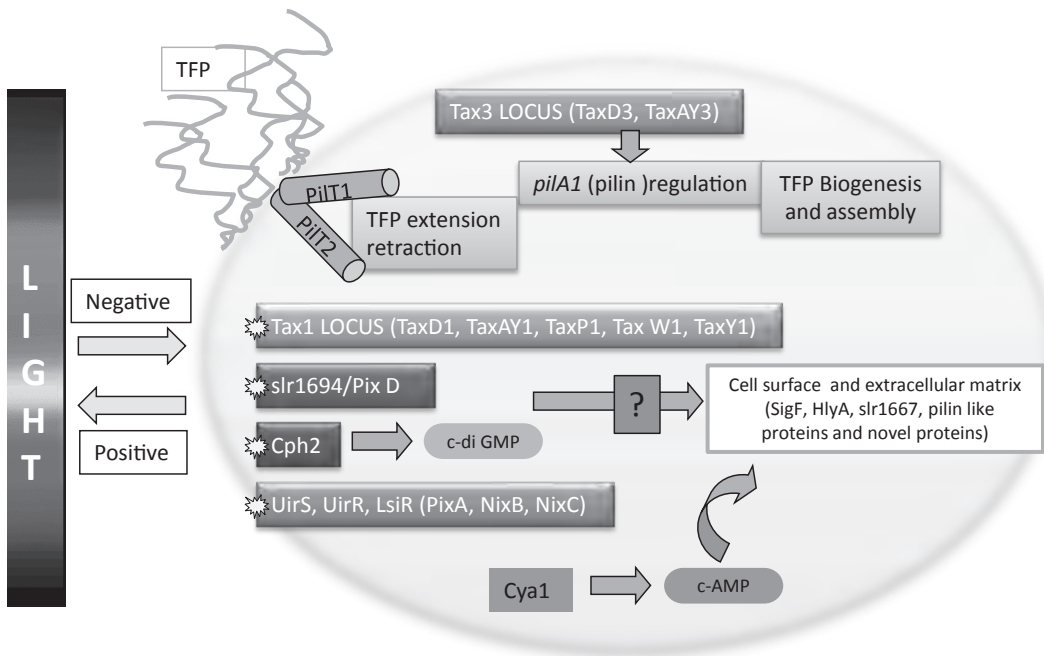 TFP
Tax3 LOCUS (TaxD3, TaxAY3)
pilA1 (pilin )regulation
TFP Biogenesis
and assembly
PilT1
PilT2
TFP extension
retraction
LIGHT
Negative
Positive
Tax1 LOCUS (TaxD1, TaxAY1, TaxP1, Tax W1, TaxY1)
slr1694/Pix D
Cph2
c-di GMP
?
Cell surface and extracellular matrix
(SigF, HlyA, slr1667, pilin like
proteins and novel proteins)
UirS, UirR, LsiR (PixA, NixB, NixC)
Cya1
c-AMP